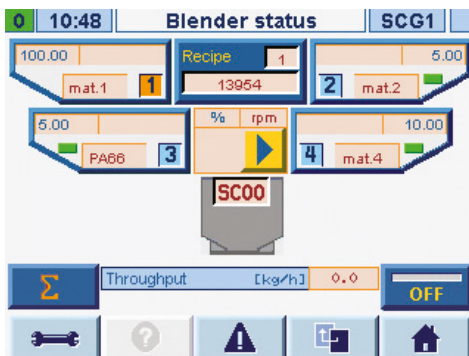 0 10:48 Blender status SCG1
100.00 Recipe 1 5.00
mat.1 1 13954 2 mat.2
5.00 % rpm 10.00
PA66 3 4 mat.4
SC00
Σ Throughput [kg/h] 0.0 OFF
?